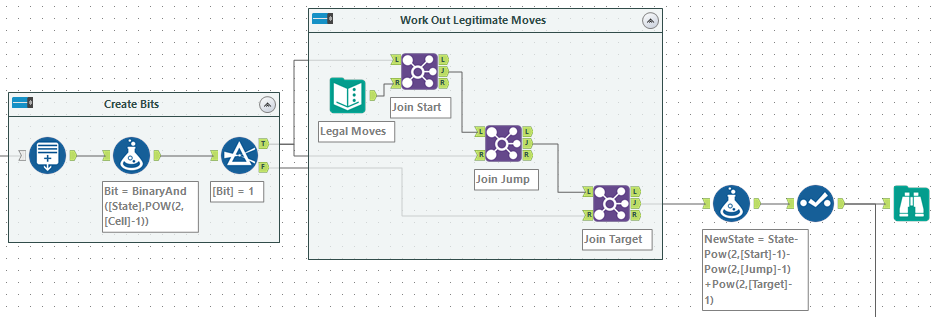 Work Out Legitimate Moves
L
L
J
R
R
Join Start
Legal Moves
Create Bits
T
F
Bit = BinaryAnd
([State],POW(2,
[Cell]-1))
[Bit] = 1
L
L
J
R
R
Join Jump
L
L
J
R
R
Join Target
NewState = State-
Pow(2,[Start]-1)-
Pow(2,[Jump]-1)
+Pow(2,[Target]-
1)